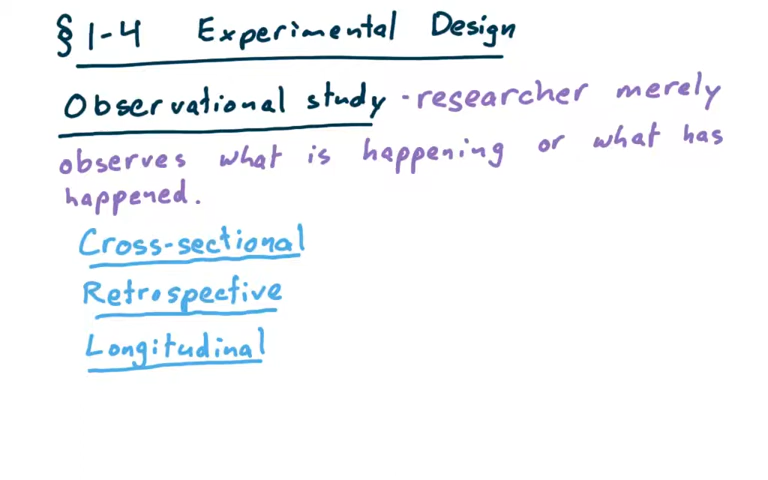 § 1-4 Experimental Design
Observational study - researcher merely
observes what is happening or what has
happened.
Cross-sectional
Retrospective
Longitudinal